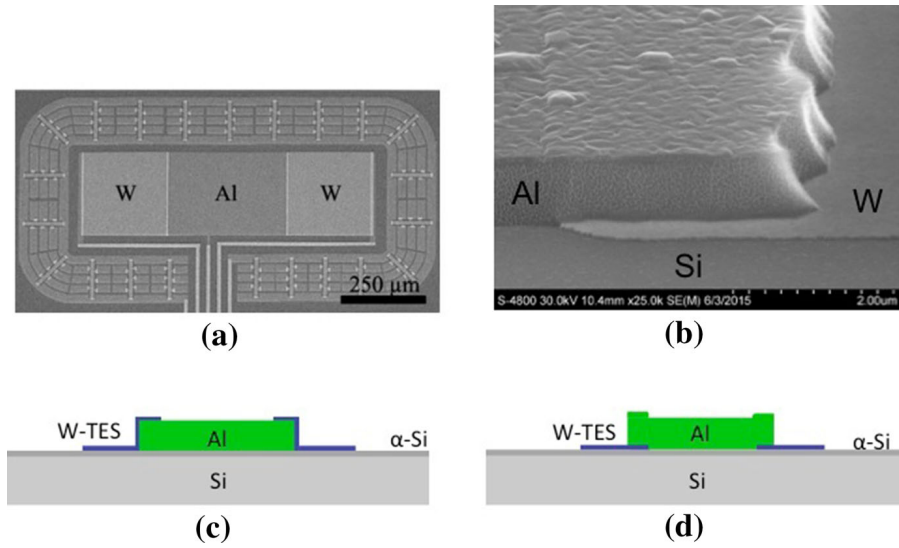 W Al W
250 μm
(a)
Al
W
Si
S-4800 30.0kV 10.4mm x25.0k SE(M) 6/3/2015 2.00um
(b)
W-TES
Al
α-Si
Si
(c)
W-TES
Al
α-Si
Si
(d)